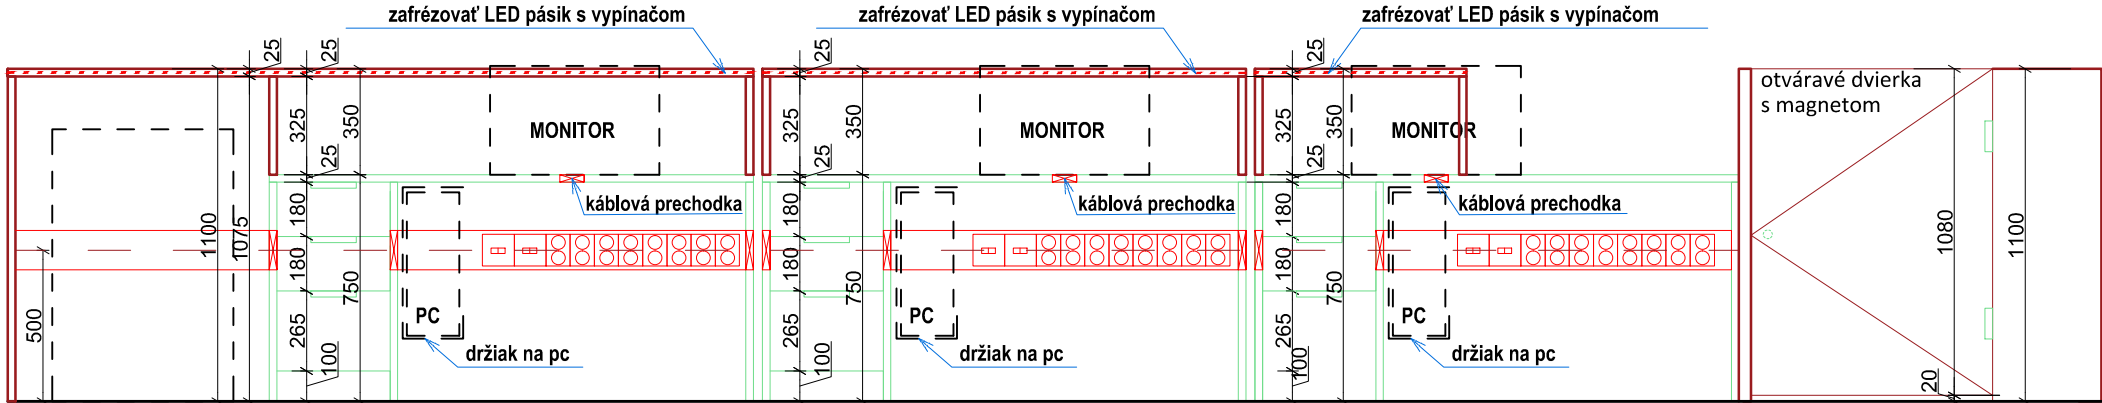 zafrézovať LED pásik s vypínačom
zafrézovať LED pásik s vypínačom
zafrézovať LED pásik s vypínačom
25
25
25
25
otváravé dvierka
s magnetom
325
350
MONITOR
325
350
MONITOR
325
350
MONITOR
25
25
25
káblová prechodka
káblová prechodka
káblová prechodka
1100
1075
180
180
180
180
180
180
1080
1100
750
750
750
500
265
PC
265
PC
265
PC
držiak na pc
držiak na pc
držiak na pc
100
100
100
20